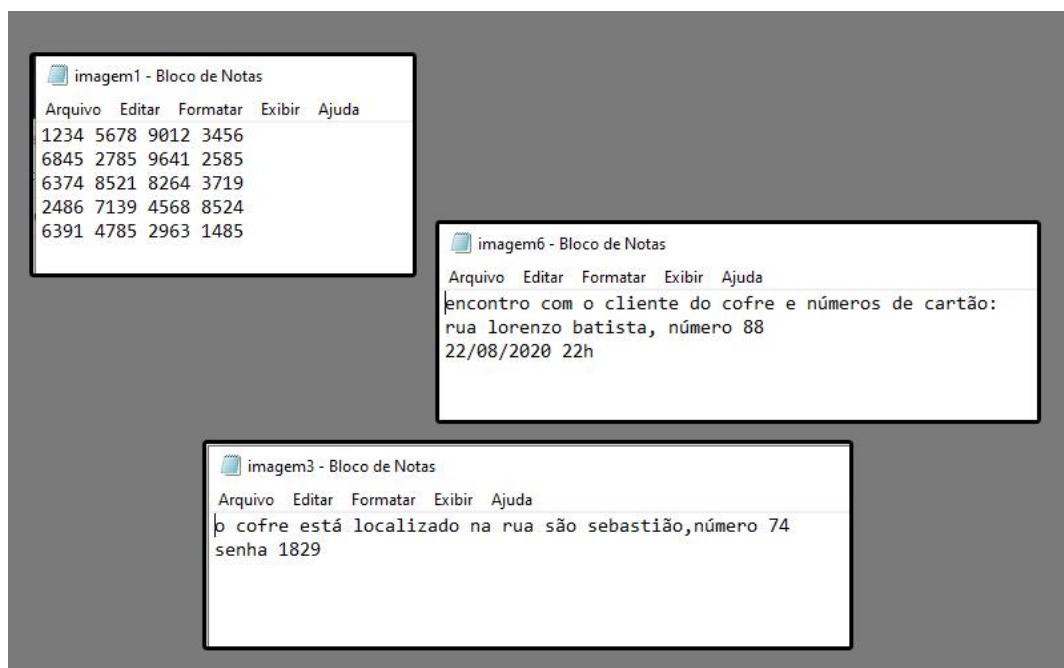 imagem1 - Bloco de Notas
Arquivo Editar Formatar Exibir Ajuda
1234 5678 9012 3456
6845 2785 9641 2585
6374 8521 8264 3719
2486 7139 4568 8524
6391 4785 2963 1485
imagem6 - Bloco de Notas
Arquivo Editar Formatar Exibir Ajuda
encontro com o cliente do cofre e números de cartão:
rua lorenzo batista, número 88
22/08/2020 22h
imagem3 - Bloco de Notas
Arquivo Editar Formatar Exibir Ajuda
o cofre está localizado na rua são sebastião,número 74
senha 1829